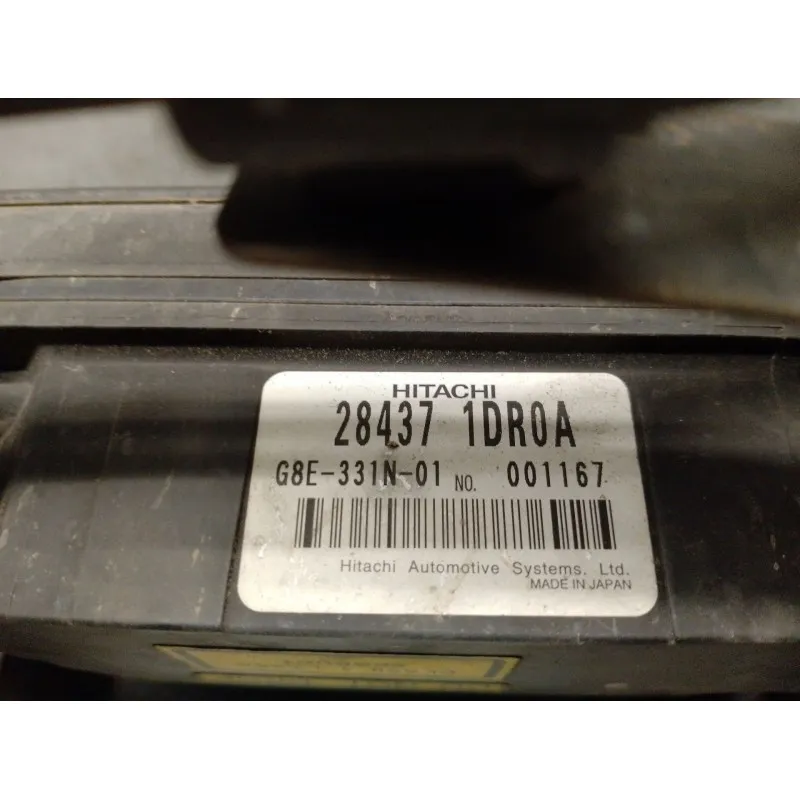 HITACHI
28437 1DR0A
G8E-331N-01 NO. 001167
Hitachi Automotive Systems. Ltd.
MADE IN JAPAN